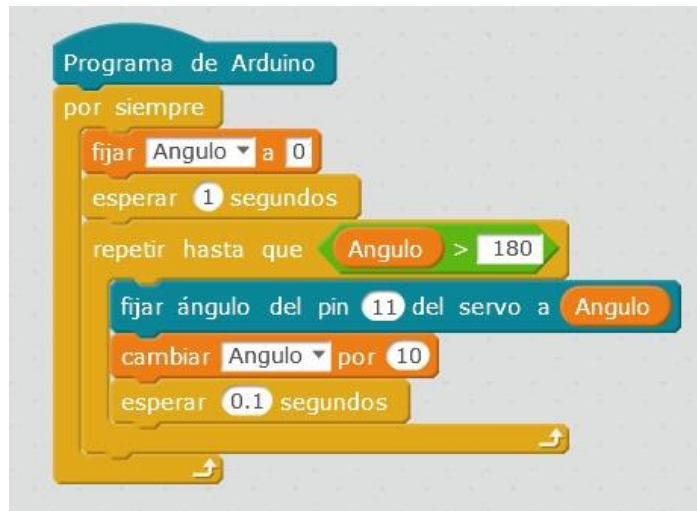 Programa de Arduino
por siempre
fijar Angulo a 0
esperar 1 segundos
repetir hasta que Angulo > 180
fijar ángulo del pin 11 del servo a Angulo
cambiar Angulo por 10
esperar 0.1 segundos